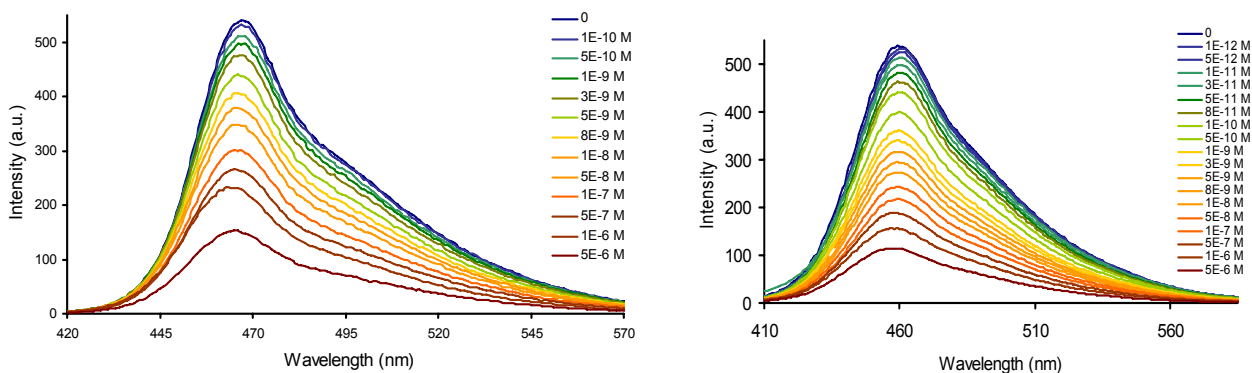 Intensity (a.u.)
500
400
300
200
100
0
420
445
470
495
520
545
570
Wavelength (nm)
0
1E-10 M
5E-10 M
1E-9 M
3E-9 M
5E-9 M
8E-9 M
1E-8 M
5E-8 M
1E-7 M
5E-7 M
1E-6 M
5E-6 M
Intensity (a.u.)
500
400
300
200
100
0
410
460
510
560
Wavelength (nm)
0
1E-12 M
5E-12 M
1E-11 M
3E-11 M
5E-11 M
8E-11 M
1E-10 M
5E-10 M
1E-9 M
3E-9 M
5E-9 M
8E-9 M
1E-8 M
5E-8 M
1E-7 M
5E-7 M
1E-6 M
5E-6 M